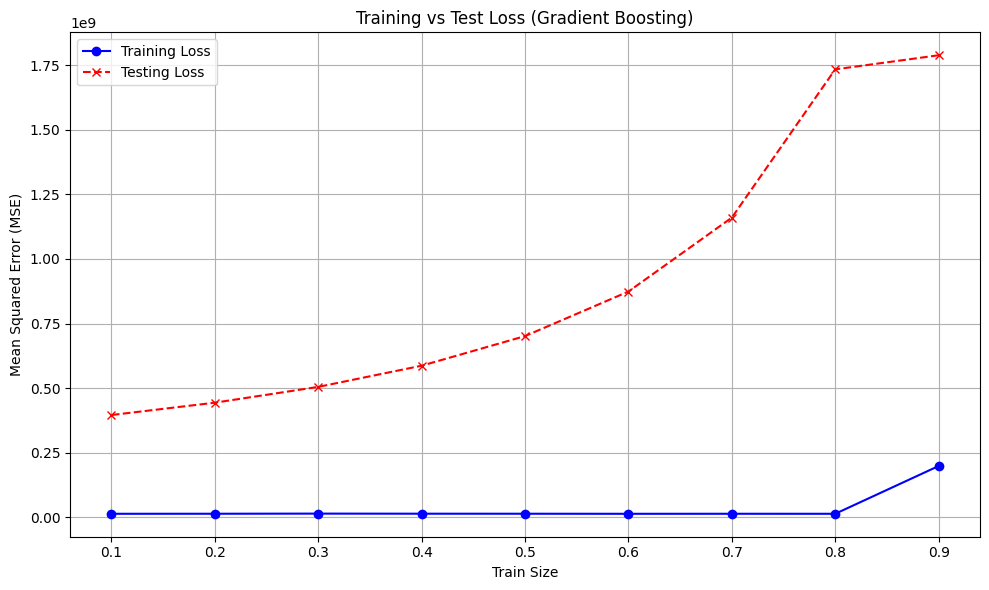 Training vs Test Loss (Gradient Boosting)
1e9
Training Loss
Testing Loss
1.75
1.50
1.25
1.00
0.75
0.50
0.25
0.00
Mean Squared Error (MSE)
0.1 0.2 0.3 0.4 0.5 0.6 0.7 0.8 0.9
Train Size